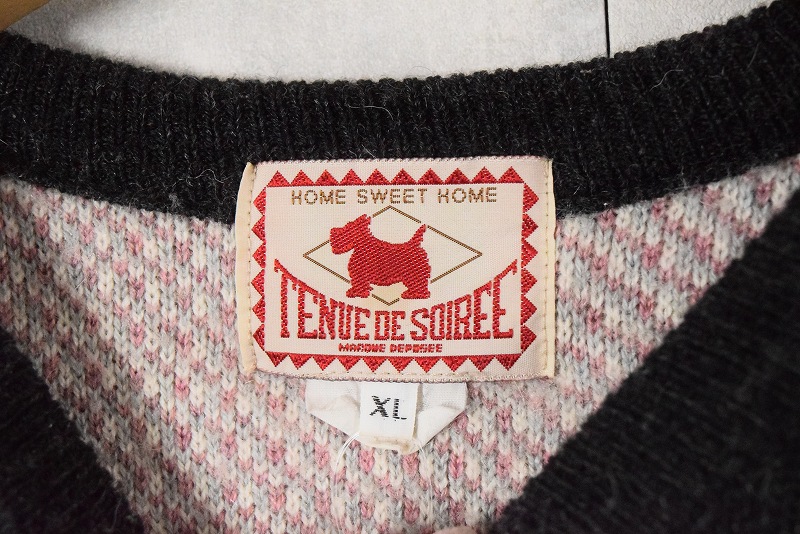 HOME SWEET HOME
TENUE DE SOIREE
MARQUE DEPOSEE
XL